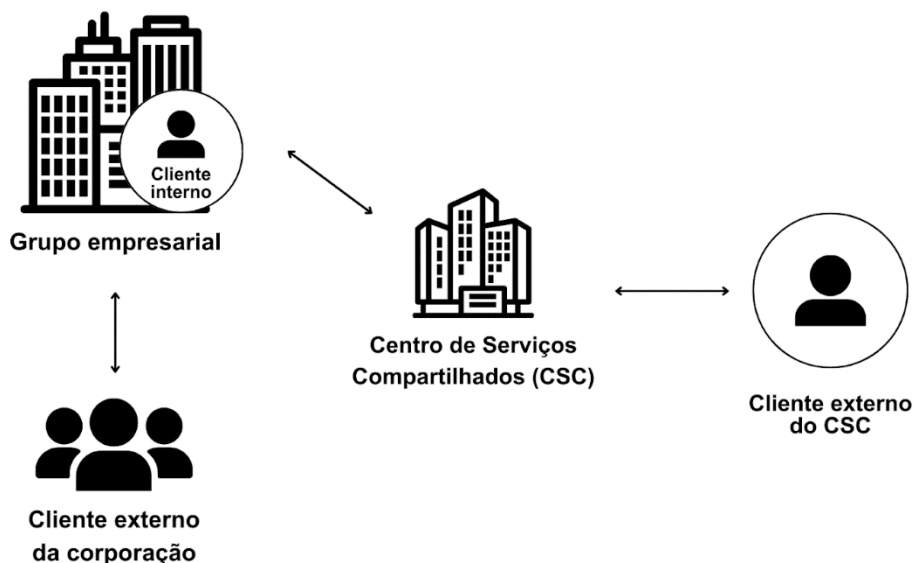 Cliente
interno
Grupo empresarial
Centro de Serviços
Compartilhados (CSC)
Cliente externo
do CSC
Cliente externo
da corporação